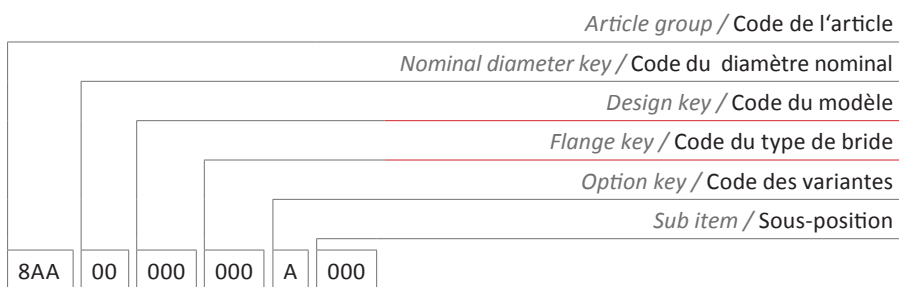 Article group / Code de l‘article
Nominal diameter key / Code du diamètre nominal
Design key / Code du modèle
Flange key / Code du type de bride
Option key / Code des variantes
Sub item / Sous-position
8AA 00 000 000 A 000